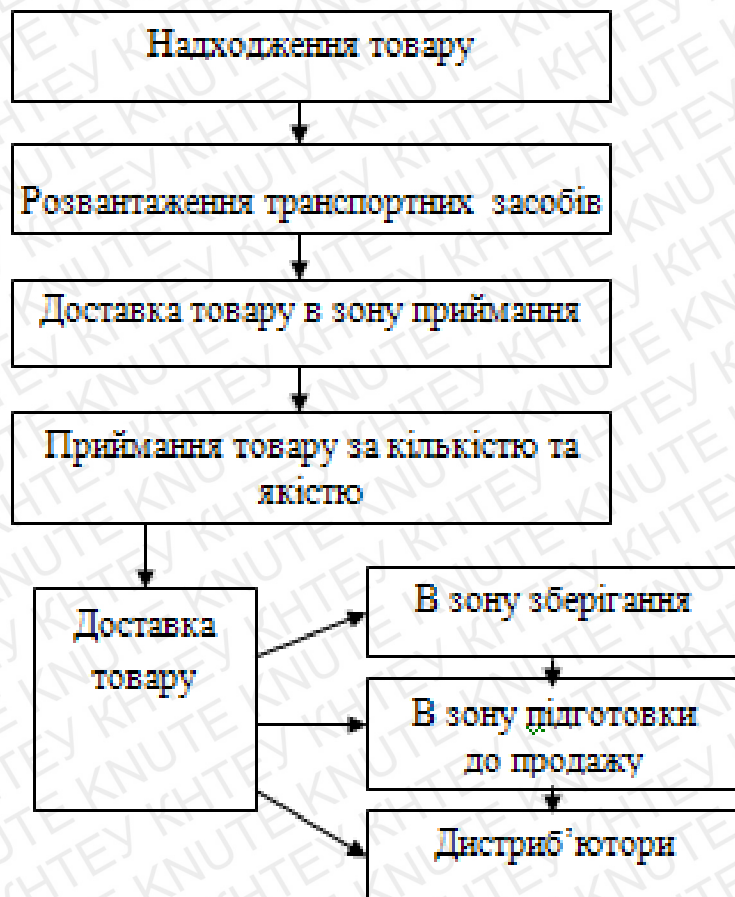 Надходження товару
Розвантаження транспортних засобів
Доставка товару в зону приймання
Приймання товару за кількістю та
якістю
Доставка
товару
В зону зберігання
В зону підготовки
до продажу
Дистриб’ютори